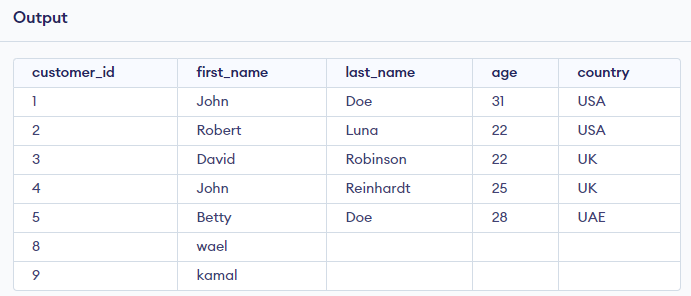 Output
customer_id first_name last_name age country
1 John Doe 31 USA
2 Robert Luna 22 USA
3 David Robinson 22 UK
4 John Reinhardt 25 UK
5 Betty Doe 28 UAE
8 wael
9 kamal